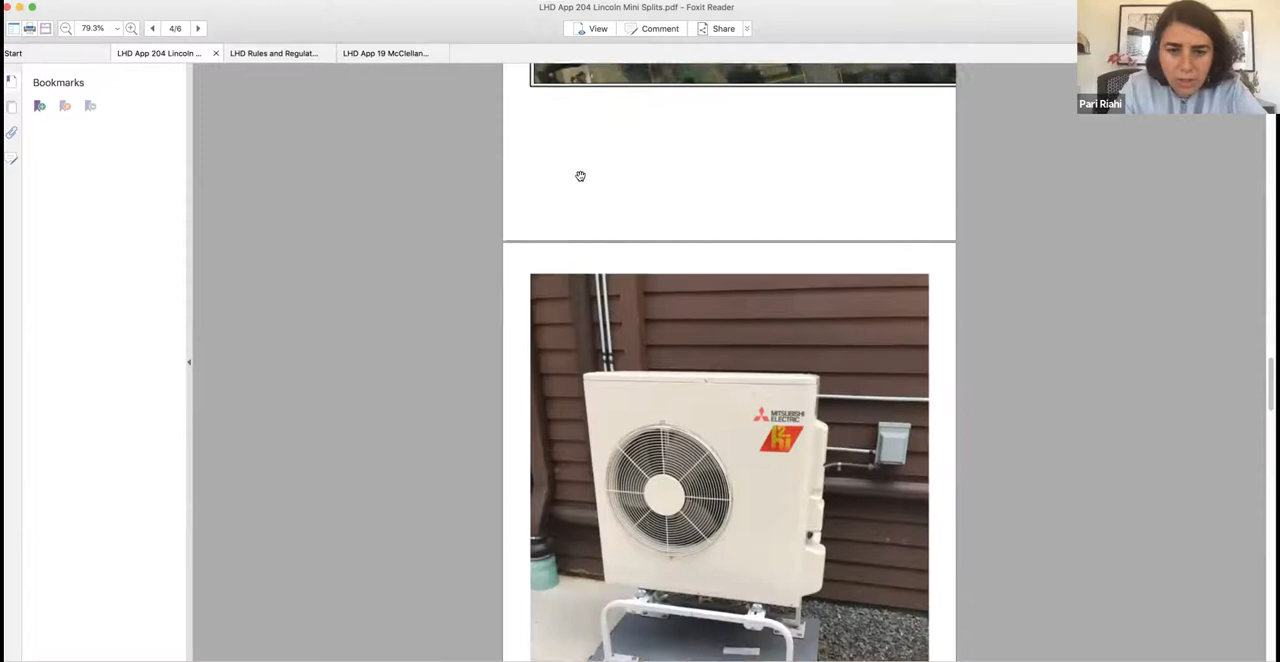 LHD App 204 Lincoln Mini Splits.pdf - Foxit Reader
79.3%
4/6
View
Comment
Share
Start
LHD App 204 Lincoln ...
LHD Rules and Regulat...
LHD App 19 McClellan...
Bookmarks
Pari Riahi
MITSUBISHI
ELECTRIC
H2i